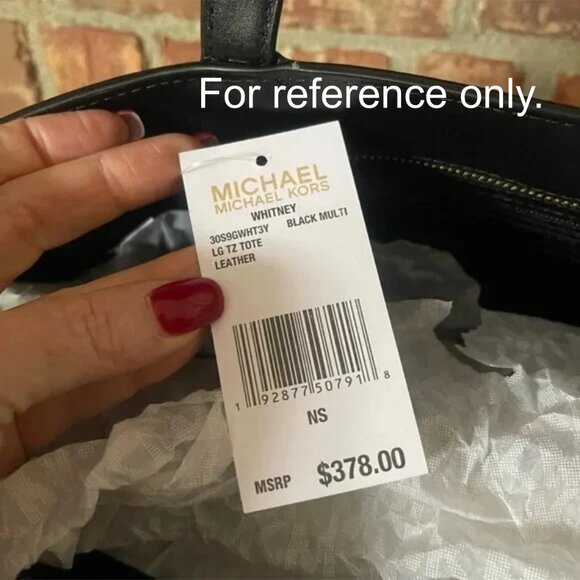 For reference only.
MICHAEL
MICHAEL KORS
WHITNEY
30S9GWHT3Y BLACK MULTI
LG TZ TOTE
LEATHER
1 92877 50791 8
NS
MSRP $378.00